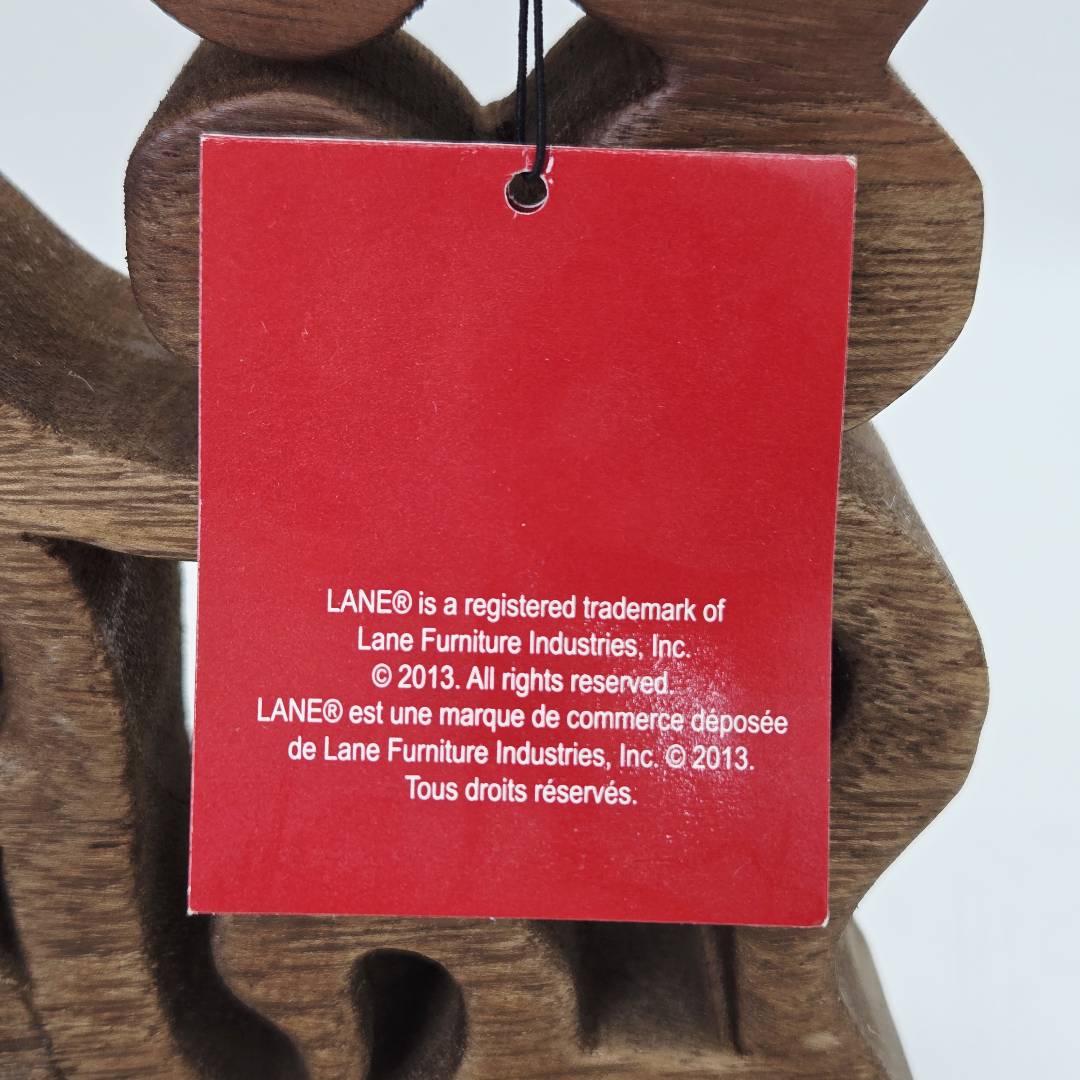 LANE® is a registered trademark of
Lane Furniture Industries, Inc.
© 2013. All rights reserved.
LANE® est une marque de commerce déposée
de Lane Furniture Industries, Inc. © 2013.
Tous droits réservés.